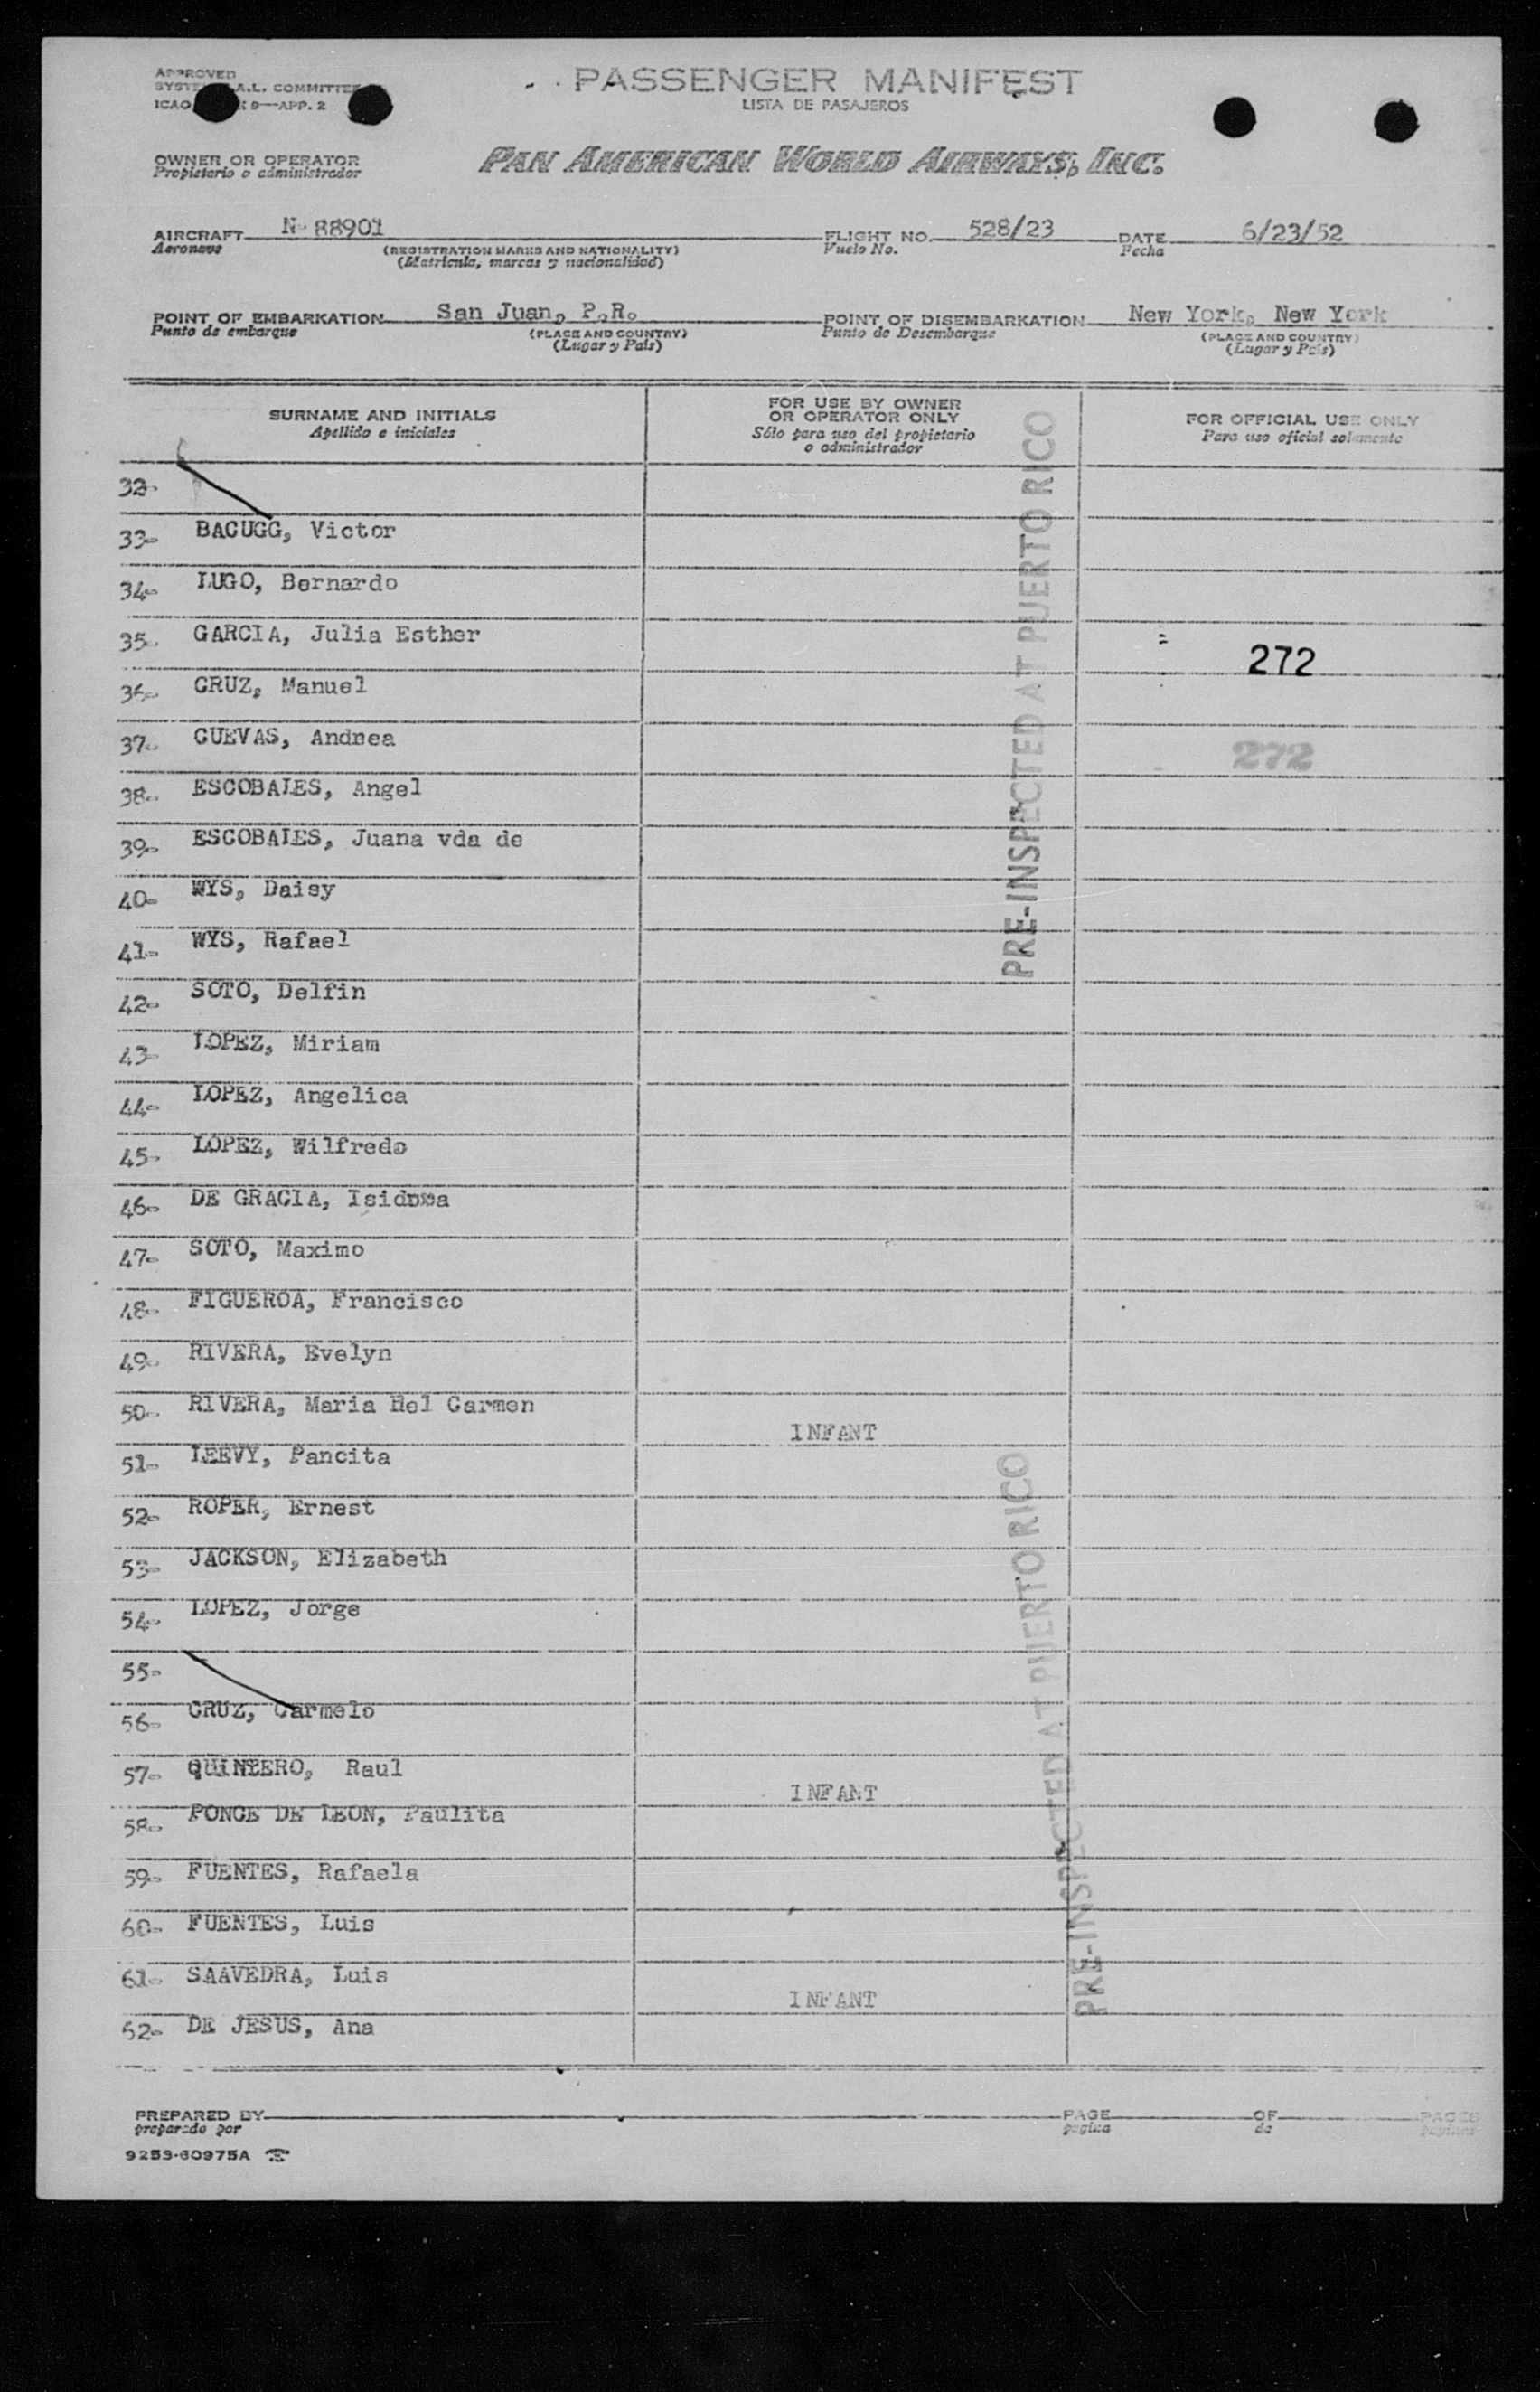 APPROVED
PASSENGER MANIFEST
A.L. COMMITTEE
LISTA DE PASAJEROS
ICAO 9—APP. 2
OWNER OR OPERATOR
Propietario o administrador
PAN AMERICAN WORLD AIRWAYS, INC.
AIRCRAFT N-88901 FLIGHT NO. 528/23 DATE 6/23/52
Aeronave (REGISTRATION MARKS AND NATIONALITY) Vuelo No. Fecha
(Matrícula, marcas y nacionalidad)
POINT OF EMBARKATION San Juan, P.R. POINT OF DISEMBARKATION New York, New York
Punto de embarque (PLACE AND COUNTRY) Punto de Desembarque (PLACE AND COUNTRY)
(Lugar y País) (Lugar y País)
SURNAME AND INITIALS
Apellido e iniciales
FOR USE BY OWNER
OR OPERATOR ONLY
Sólo para uso del propietario
o administrador
FOR OFFICIAL USE ONLY
Para uso oficial solamente
32-
33- BACUGG, Victor
34- LUGO, Bernardo
35- GARCIA, Julia Esther
272
36- CRUZ, Manuel
37- CUEVAS, Andrea
272
38- ESCOBALES, Angel
39- ESCOBALES, Juana vda de
40- WYS, Daisy
41- WYS, Rafael
42- SOTO, Delfin
43- LOPEZ, Miriam
44- LOPEZ, Angelica
45- LOPEZ, Wilfredo
46- DE GRACIA,
47- SOTO, Maximo
48- FIGUEROA, Francisco
49- RIVERA, Evelyn
50- RIVERA, Maria Del Carmen
INFANT
51- LEEVY, Pancita
52- ROPER, Ernest
53- JACKSON, Elizabeth
54- LOPEZ, Jorge
55-
56- CRUZ, Carmelo
57- QUINTERO, Raul
INFANT
58- PONCE DE LEON, Paulita
59- FUENTES, Rafaela
60- FUENTES, Luis
61- SAAVEDRA, Luis
INFANT
62- DE JESUS, Ana
PRE-INSPECTED AT PUERTO RICO
PRE-INSPECTED AT PUERTO RICO
PREPARED BY PAGE OF PAGES
preparado por pagina de paginas
9253-60975A